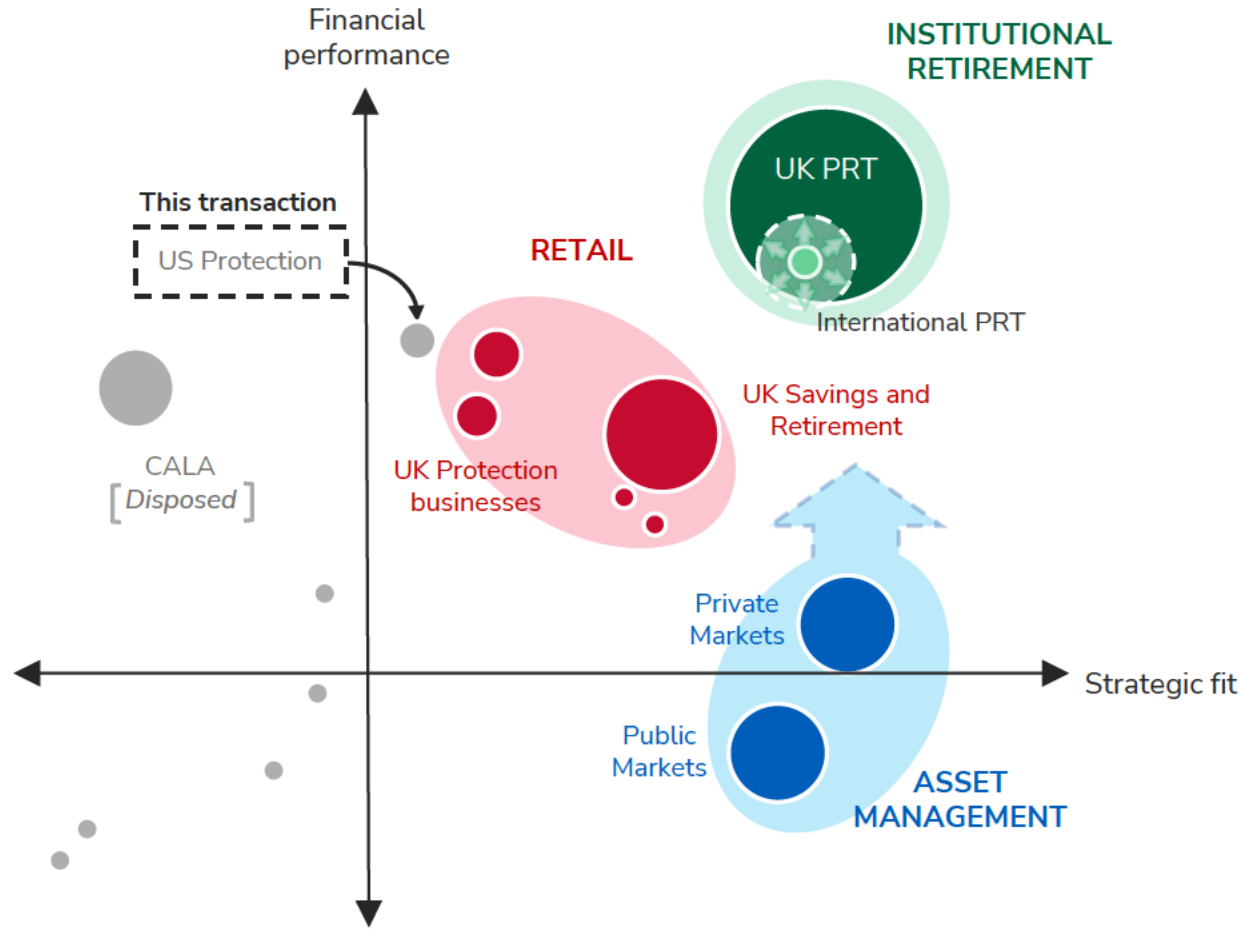 Financial
performance
INSTITUTIONAL
RETIREMENT
UK PRT
This transaction
US Protection
RETAIL
International PRT
UK Savings and
Retirement
CALA
[Disposed]
UK Protection
businesses
Private
Markets
Strategic fit
Public
Markets
ASSET
MANAGEMENT